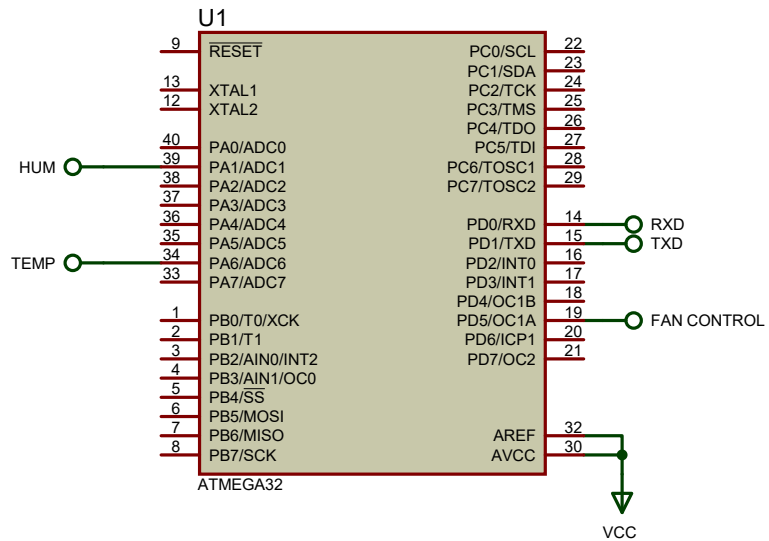 U1
9 RESET
13 XTAL1
12 XTAL2
40 PA0/ADC0
HUM 39 PA1/ADC1
38 PA2/ADC2
37 PA3/ADC3
36 PA4/ADC4
35 PA5/ADC5
TEMP 34 PA6/ADC6
33 PA7/ADC7
1 PB0/T0/XCK
2 PB1/T1
3 PB2/AIN0/INT2
4 PB3/AIN1/OC0
5 PB4/SS
6 PB5/MOSI
7 PB6/MISO
8 PB7/SCK
PC0/SCL 22
PC1/SDA 23
PC2/TCK 24
PC3/TMS 25
PC4/TDO 26
PC5/TDI 27
PC6/TOSC1 28
PC7/TOSC2 29
PD0/RXD 14 RXD
PD1/TXD 15 TXD
PD2/INT0 16
PD3/INT1 17
PD4/OC1B 18
PD5/OC1A 19 FAN CONTROL
PD6/ICP1 20
PD7/OC2 21
AREF 32
AVCC 30
ATMEGA32
VCC